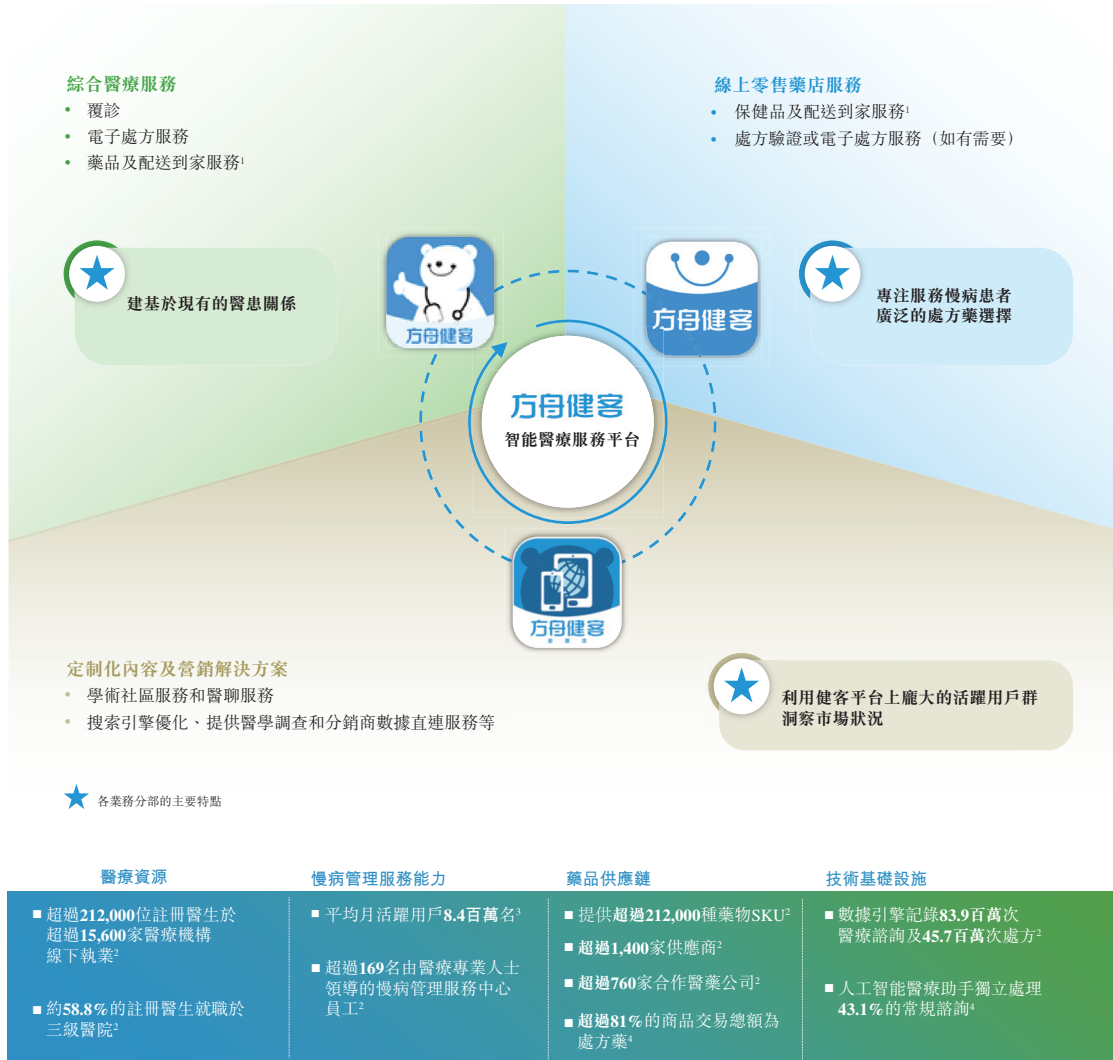 綜合醫療服務
• 覆診
• 電子處方服務
• 藥品及配送到家服務¹
線上零售藥店服務
• 保健品及配送到家服務¹
• 處方驗證或電子處方服務（如有需要）
建基於現有的醫患關係
方舟健客
方舟健客
專注服務慢病患者
廣泛的處方藥選擇
方舟健客
智能醫療服務平台
方舟健客
定制化內容及營銷解決方案
• 學術社區服務和醫聊服務
• 搜索引擎優化、提供醫學調查和分銷商數據直連服務等
利用健客平台上龐大的活躍用戶群
洞察市場狀況
各業務分部的主要特點
醫療資源
■ 超過212,000位註冊醫生於
超過15,600家醫療機構
線下執業²
■ 約58.8%的註冊醫生就職於
三級醫院²
慢病管理服務能力
■ 平均月活躍用戶8.4百萬名³
■ 超過169名由醫療專業人士
領導的慢病管理服務中心
員工²
藥品供應鏈
■ 提供超過212,000種藥物SKU²
■ 超過1,400家供應商²
■ 超過760家合作醫藥公司²
■ 超過81%的商品交易總額為
處方藥⁴
技術基礎設施
■ 數據引擎記錄83.9百萬次
醫療諮詢及45.7百萬次處方²
■ 人工智能醫療助手獨立處理
43.1%的常規諮詢⁴